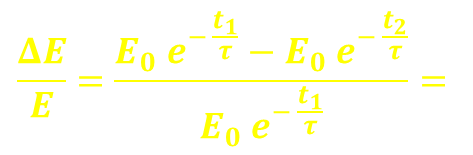 ΔE/E = (E₀ e^(-t₁/τ) − E₀ e^(-t₂/τ)) / (E₀ e^(-t₁/τ)) =